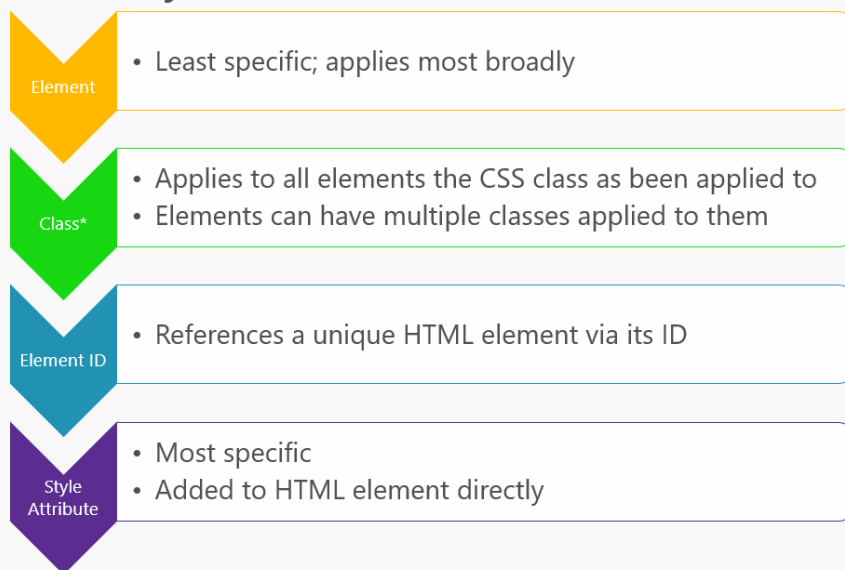 Element
• Least specific; applies most broadly
Class*
• Applies to all elements the CSS class as been applied to
• Elements can have multiple classes applied to them
Element ID
• References a unique HTML element via its ID
Style
Attribute
• Most specific
• Added to HTML element directly